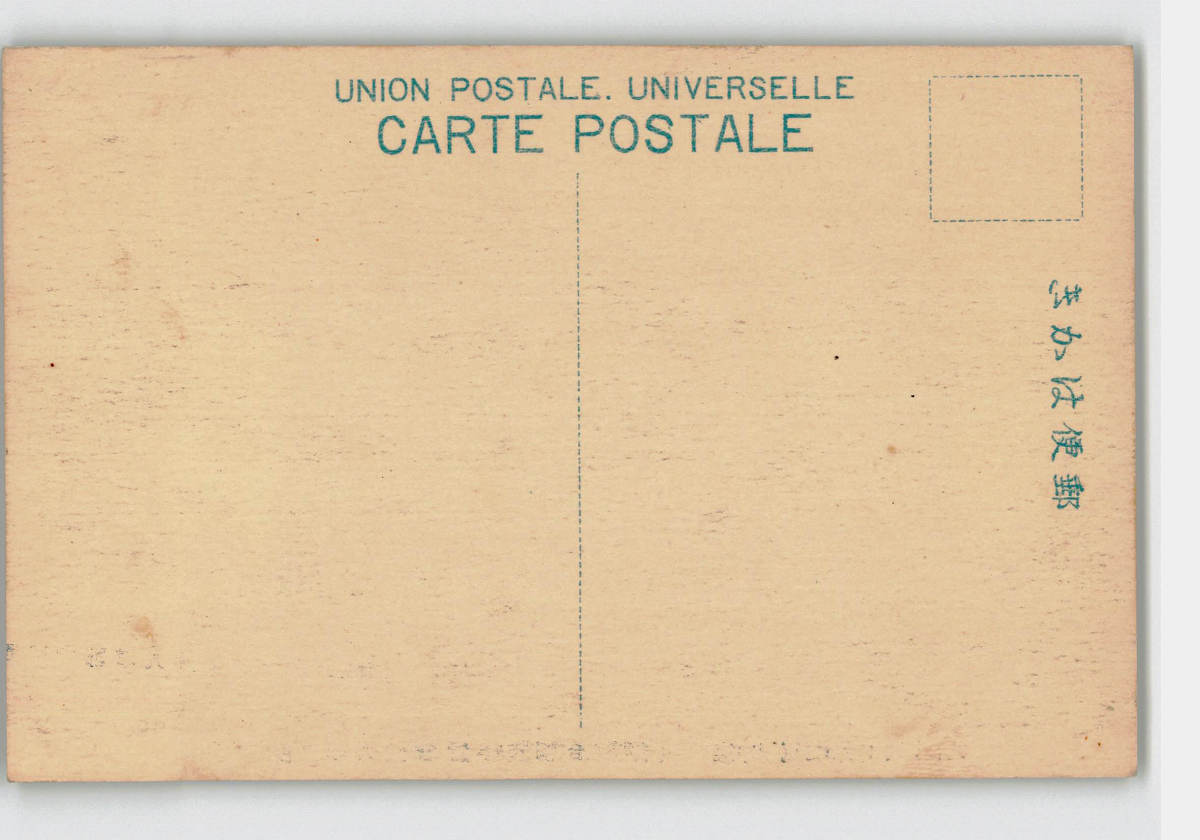 UNION POSTALE. UNIVERSELLE
CARTE POSTALE
郵便はかき